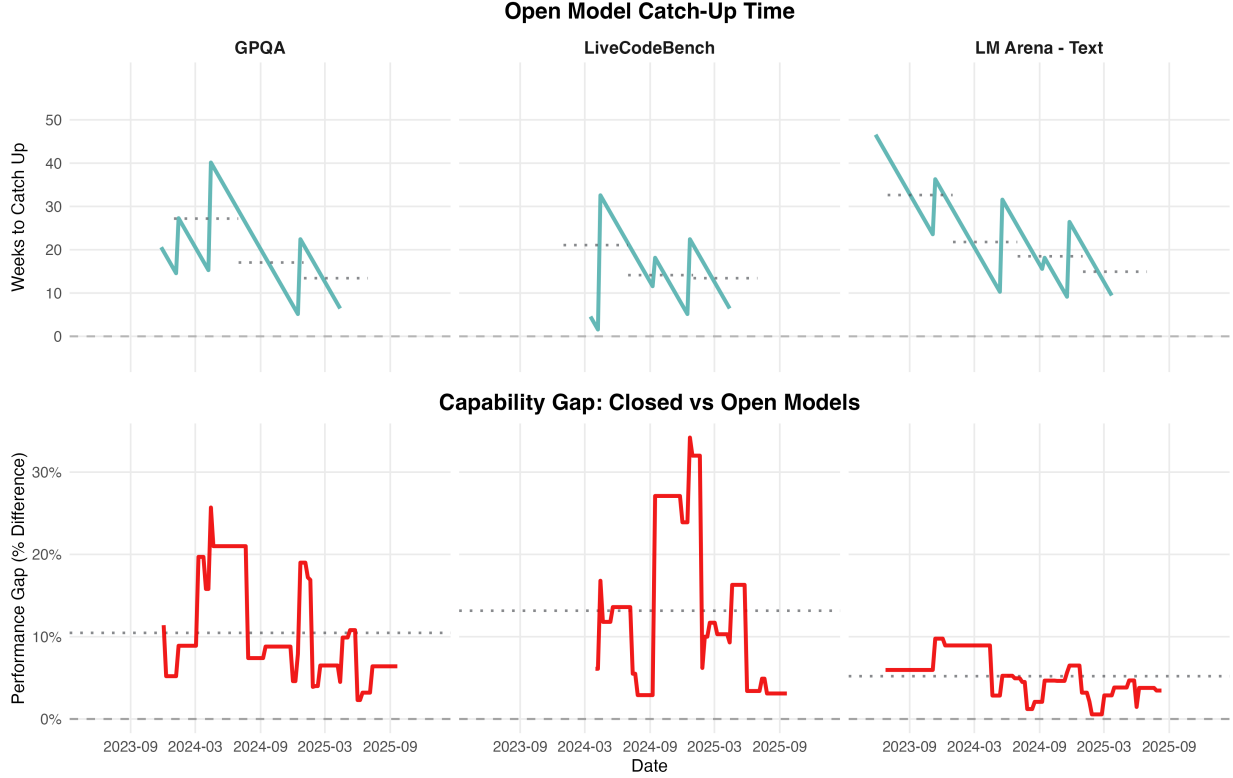 Open Model Catch-Up Time
GPQA
LiveCodeBench
LM Arena - Text
Weeks to Catch Up
50
40
30
20
10
0
Capability Gap: Closed vs Open Models
Performance Gap (% Difference)
30%
20%
10%
0%
2023-09 2024-03 2024-09 2025-03 2025-09
2023-09 2024-03 2024-09 2025-03 2025-09
2023-09 2024-03 2024-09 2025-03 2025-09
Date